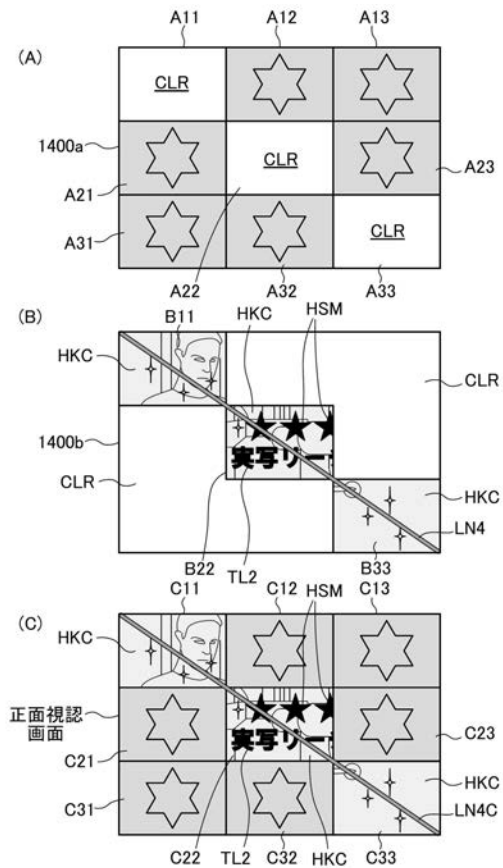 A11 A12 A13
(A)
CLR
1400a
CLR
A21 A23
A31
CLR
A22 A32 A33
(B)
B11 HKC HSM
HKC
CLR
1400b
実写リー
CLR
HKC
LN4
B22 TL2 B33
C11 C12 HSM C13
(C)
HKC
正面視認
画面
C21
実写リー
C23
HKC
C31
LN4C
C22 TL2 C32 HKC C33